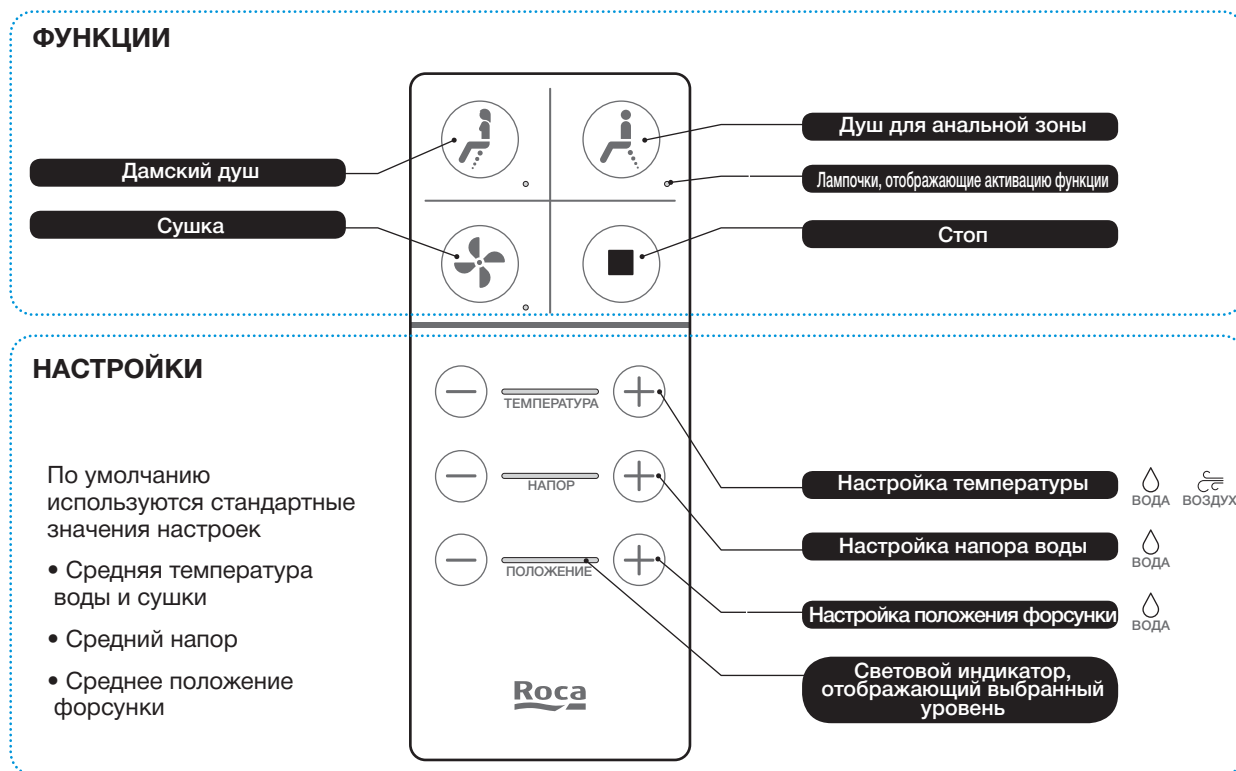 ФУНКЦИИ
Дамский душ
Сушка
Душ для анальной зоны
Лампочки, отображающие активацию функции
Стоп
НАСТРОЙКИ
По умолчанию
используются стандартные
значения настроек
• Средняя температура
воды и сушки
• Средний напор
• Среднее положение
форсунки
ТЕМПЕРАТУРА
НАПОР
ПОЛОЖЕНИЕ
Roca
Настройка температуры
ВОДА ВОЗДУХ
Настройка напора воды
ВОДА
Настройка положения форсунки
ВОДА
Световой индикатор,
отображающий выбранный
уровень